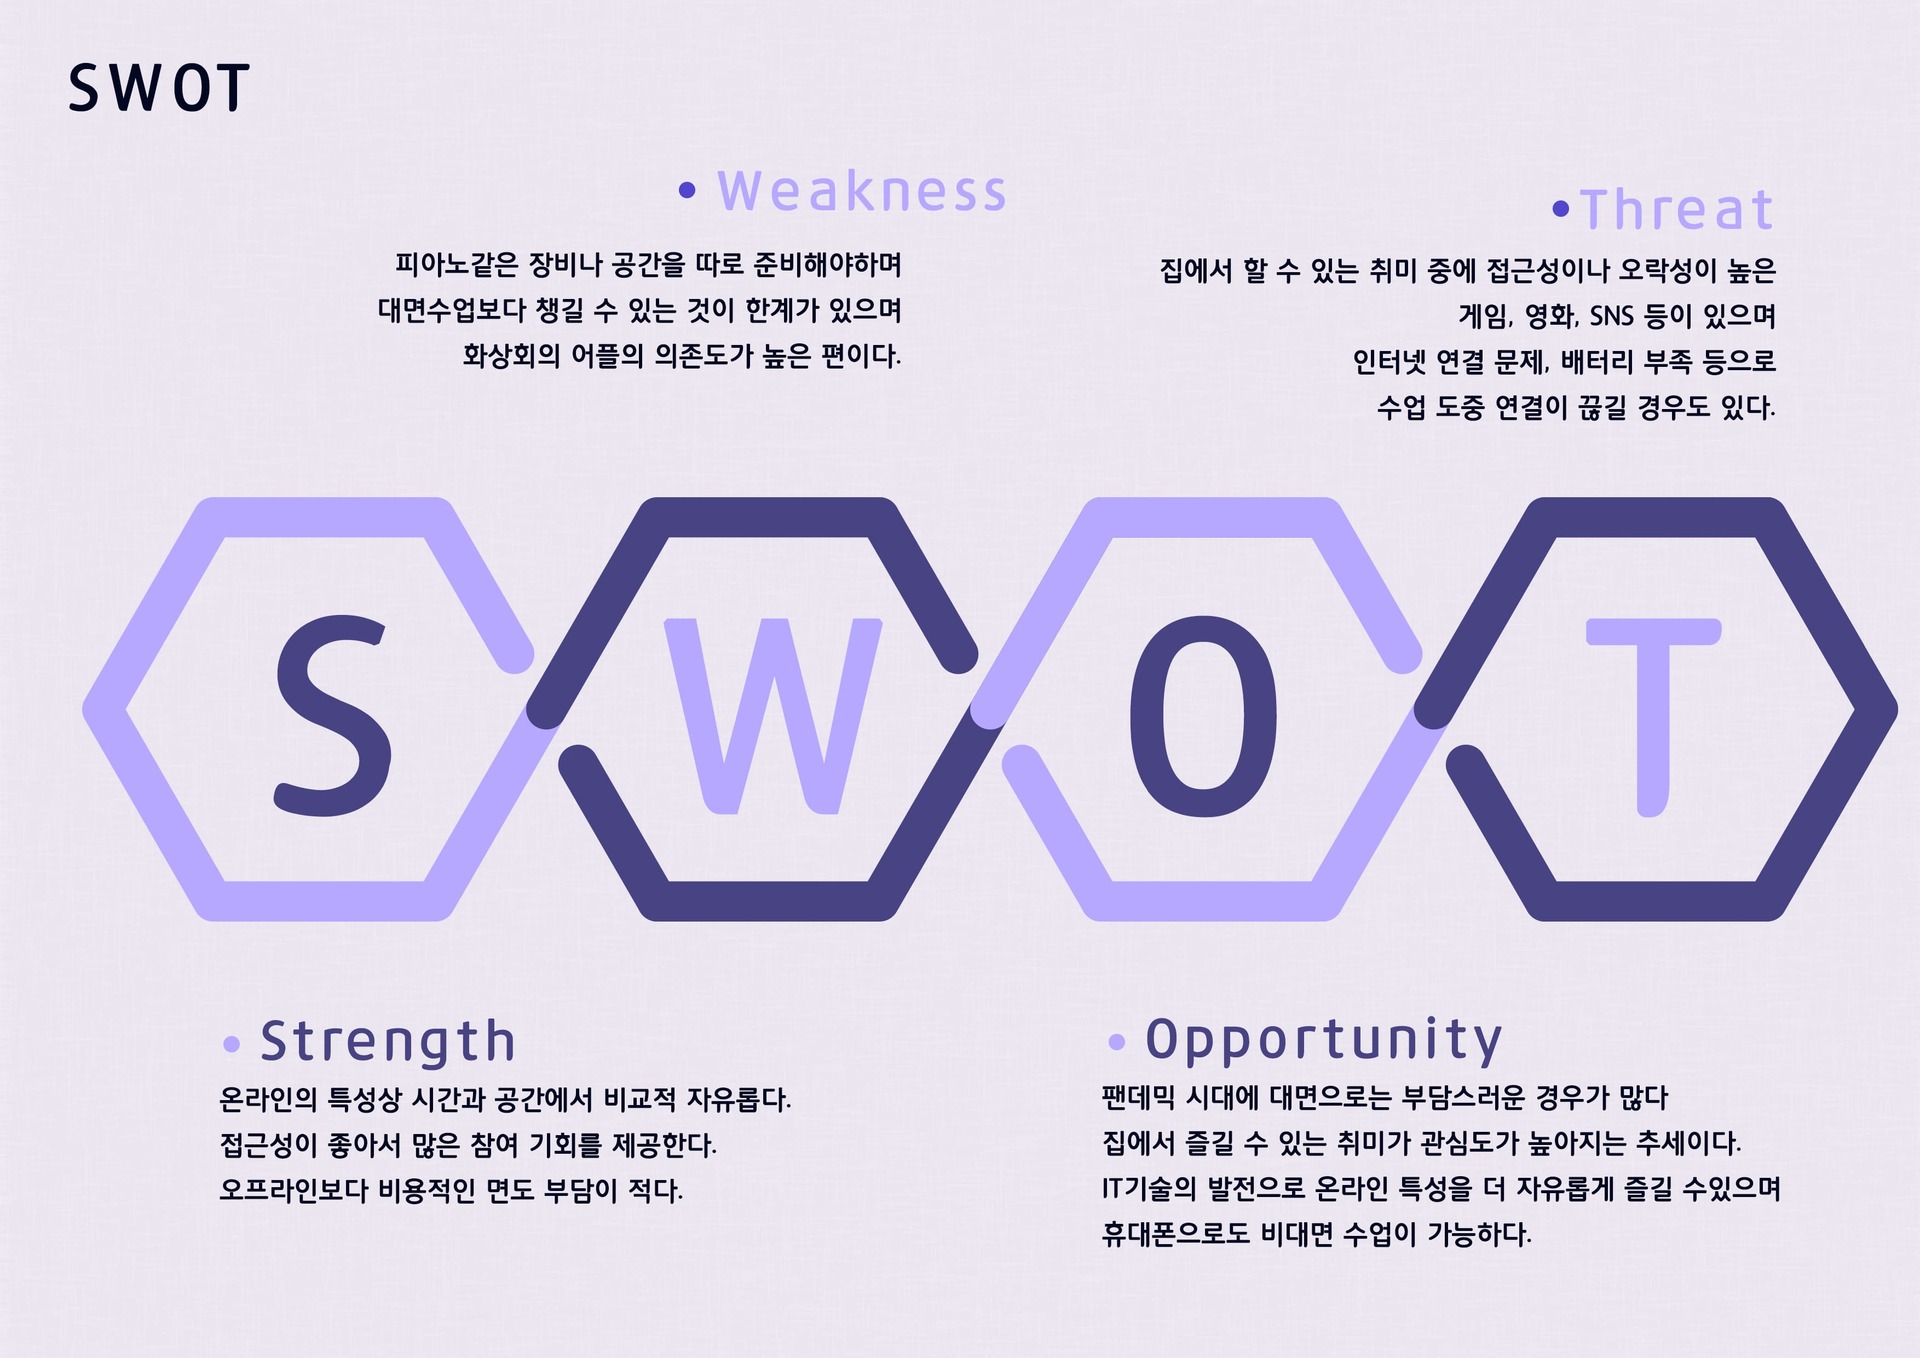 SWOT
• Weakness
피아노같은 장비나 공간을 따로 준비해야하며
대면수업보다 챙길 수 있는 것이 한계가 있으며
화상회의 어플의 의존도가 높은 편이다.
•Threat
집에서 할 수 있는 취미 중에 접근성이나 오락성이 높은
게임, 영화, SNS 등이 있으며
인터넷 연결 문제, 배터리 부족 등으로
수업 도중 연결이 끊길 경우도 있다.
S W O T
• Strength
온라인의 특성상 시간과 공간에서 비교적 자유롭다.
접근성이 좋아서 많은 참여 기회를 제공한다.
오프라인보다 비용적인 면도 부담이 적다.
• Opportunity
팬데믹 시대에 대면으로는 부담스러운 경우가 많다
집에서 즐길 수 있는 취미가 관심도가 높아지는 추세이다.
IT기술의 발전으로 온라인 특성을 더 자유롭게 즐길 수있으며
휴대폰으로도 비대면 수업이 가능하다.